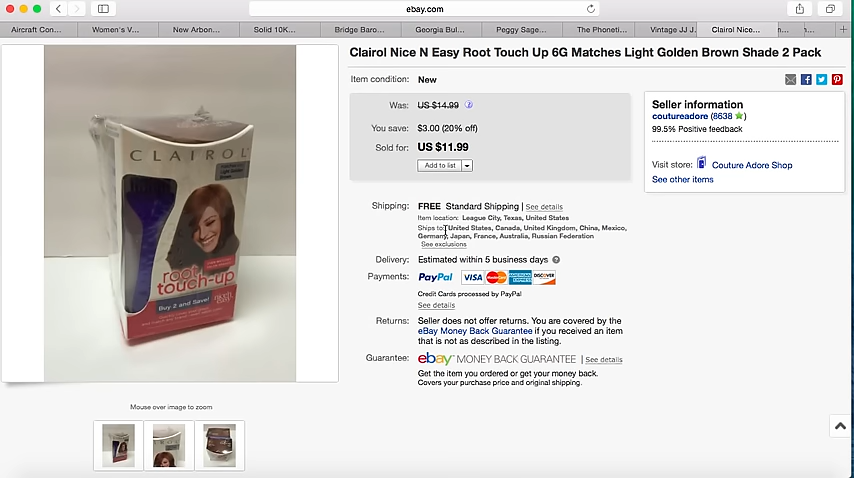 ebay.com
Aircraft Con...
Women's V...
New Arbon...
Solid 10K...
Bridge Baro...
Georgia Bul...
Peggy Sage...
The Phoneti...
Vintage JJ J.
Clairol Nice...
Clairol Nice N Easy Root Touch Up 6G Matches Light Golden Brown Shade 2 Pack
Item condition: New
Was: US $14.99
You save: $3.00 (20% off)
Sold for: US $11.99
Add to list
Shipping: FREE Standard Shipping | See details
Item location: League City, Texas, United States
Ships to: United States, Canada, United Kingdom, China, Mexico,
Germany, Japan, France, Australia, Russian Federation
See exclusions
Delivery: Estimated within 5 business days
Payments: PayPal VISA MasterCard AMERICAN EXPRESS DISCOVER
Credit Cards processed by PayPal
See details
Returns: Seller does not offer returns. You are covered by the
eBay Money Back Guarantee if you received an item
that is not as described in the listing.
Guarantee: ebay MONEY BACK GUARANTEE | See details
Get the item you ordered or get your money back.
Covers your purchase price and original shipping.
Seller information
coutureadore (8638)
99.5% Positive feedback
Visit store: Couture Adore Shop
See other items
CLAIROL
root
touch-up
Buy 2 and Save!
nice'n
easy
Mouse over image to zoom